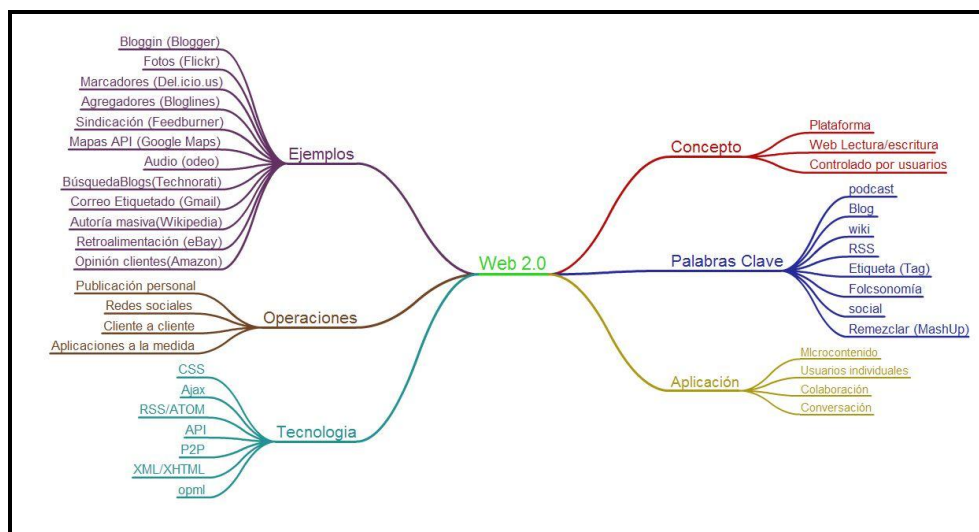 Web 2.0
Ejemplos
Bloggin (Blogger)
Fotos (Flickr)
Marcadores (Del.icio.us)
Agregadores (Bloglines)
Sindicación (Feedburner)
Mapas API (Google Maps)
Audio (odeo)
BúsquedaBlogs(Technorati)
Correo Etiquetado (Gmail)
Autoría masiva(Wikipedia)
Retroalimentación (eBay)
Opinión clientes(Amazon)
Operaciones
Publicación personal
Redes sociales
Cliente a cliente
Aplicaciones a la medida
Tecnologia
CSS
Ajax
RSS/ATOM
API
P2P
XML/XHTML
opml
Concepto
Plataforma
Web Lectura/escritura
Controlado por usuarios
Palabras Clave
podcast
Blog
wiki
RSS
Etiqueta (Tag)
Folcsonomía
social
Remezclar (MashUp)
Aplicación
Microcontenido
Usuarios individuales
Colaboración
Conversación